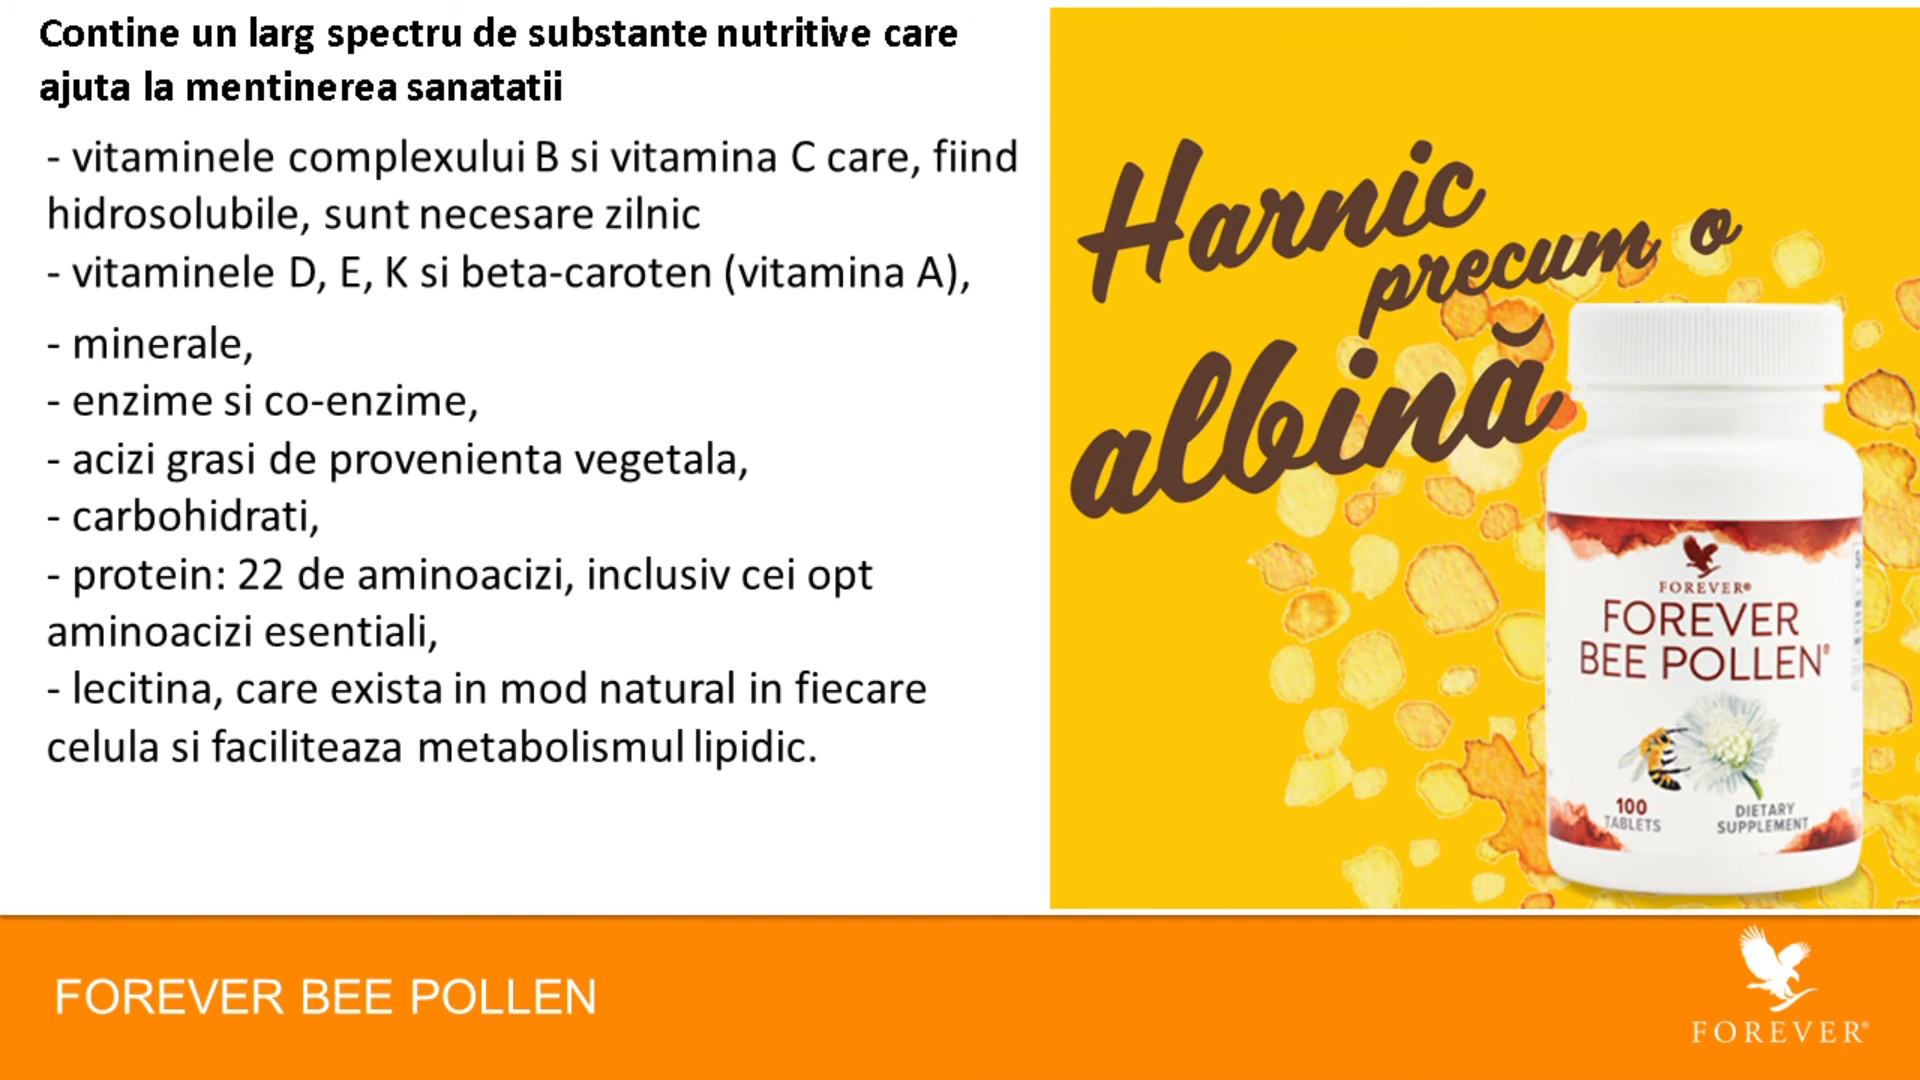 Contine un larg spectru de substante nutritive care
ajuta la mentinerea sanatatii
- vitaminele complexului B si vitamina C care, fiind
hidrosolubile, sunt necesare zilnic
- vitaminele D, E, K si beta-caroten (vitamina A),
- minerale,
- enzime si co-enzime,
- acizi grasi de provenienta vegetala,
- carbohidrati,
- protein: 22 de aminoacizi, inclusiv cei opt
aminoacizi esentiali,
- lecitina, care exista in mod natural in fiecare
celula si faciliteaza metabolismul lipidic.
Harnic
precum o
albină
FOREVER®
FOREVER
BEE POLLEN®
100
TABLETS
DIETARY
SUPPLEMENT
FOREVER BEE POLLEN
FOREVER®